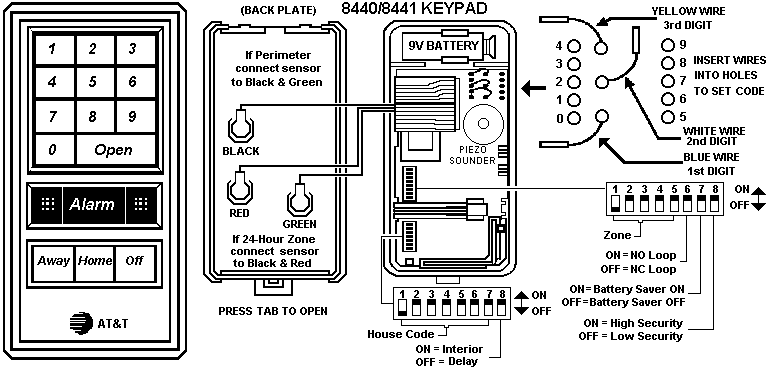 8440/8441 KEYPAD
1 2 3
4 5 6
7 8 9
0 Open
Alarm
Away Home Off
AT&T
(BACK PLATE)
If Perimeter
connect sensor
to Black & Green
BLACK
RED
GREEN
If 24-Hour Zone
connect sensor
to Black & Red
PRESS TAB TO OPEN
9V BATTERY
PIEZO
SOUNDER
YELLOW WIRE
3rd DIGIT
4
3
2
1
0
9
8
7
6
5
INSERT WIRES
INTO HOLES
TO SET CODE
WHITE WIRE
2nd DIGIT
BLUE WIRE
1st DIGIT
1 2 3 4 5 6 7 8
ON
OFF
Zone
ON = NO Loop
OFF = NC Loop
ON = Battery Saver ON
OFF=Battery Saver OFF
ON = High Security
OFF = Low Security
1 2 3 4 5 6 7 8
ON
OFF
House Code
ON = Interior
OFF = Delay